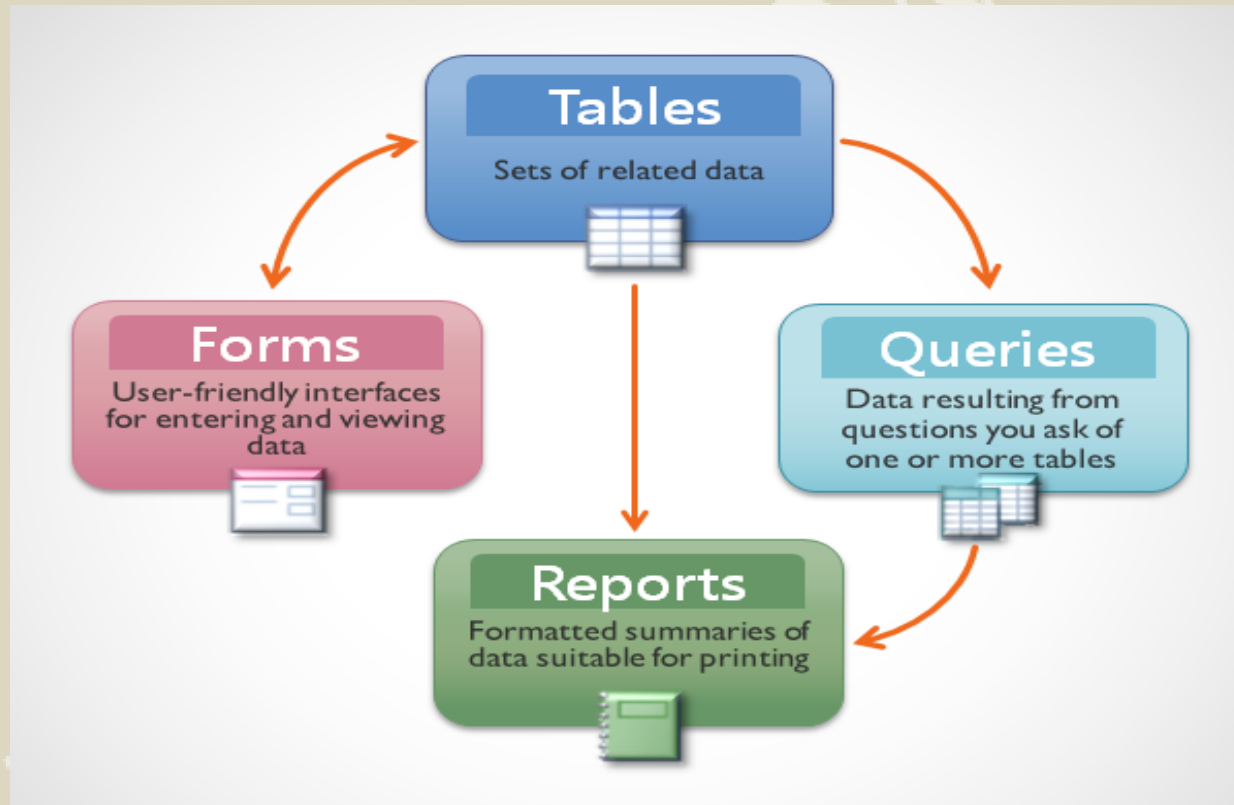 Tables
Sets of related data
Forms
User-friendly interfaces
for entering and viewing
data
Queries
Data resulting from
questions you ask of
one or more tables
Reports
Formatted summaries of
data suitable for printing